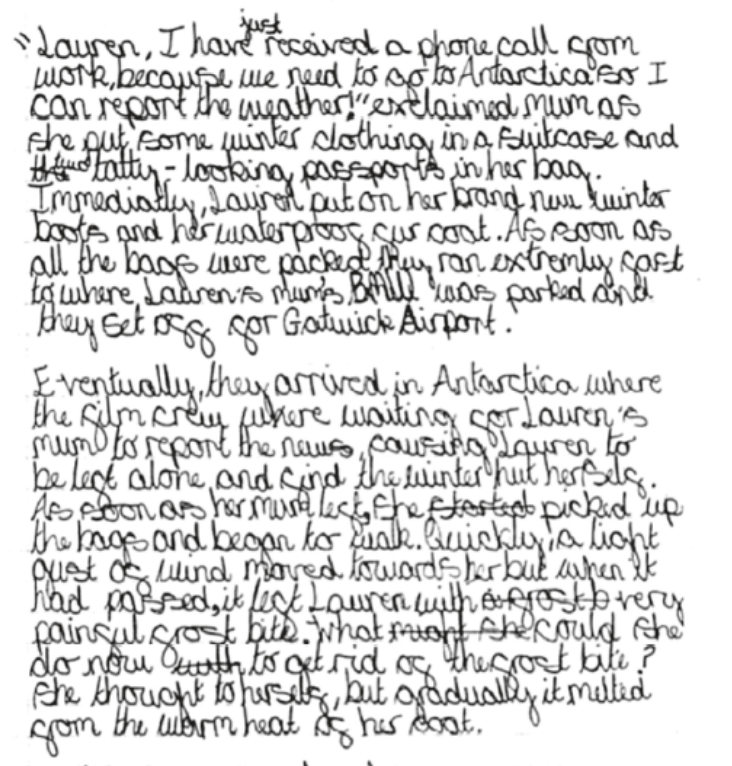 "Lauren, I have just received a phone call from
work, because we need to go to Antarctica so I
can report the weather!" exclaimed mum as
she put some winter clothing in a suitcase and
two tatty-looking passports in her bag.
Immediatly, Lauren put on her brand new winter
boots and her waterproof fur coat. As soon as
all the bags were packed they ran extremly fast
to where Lauren's mum's BMW was parked and
they set off for Gatwick Airport.
Eventually, they arrived in Antarctica where
the film crew where waiting for Lauren's
mum to report the news, causing Lauren to
be left alone and find the winter hut herself.
As soon as her mum left, she started picked up
the bags and began to walk. Quickly, a light
gust of wind moved towards her but when it
had passed, it left Lauren with a frost b very
painful frost bite. What might she could she
do now with to get rid of the frost bite?
she thought to herself, but gradually it melted
from the warm heat of her coat.